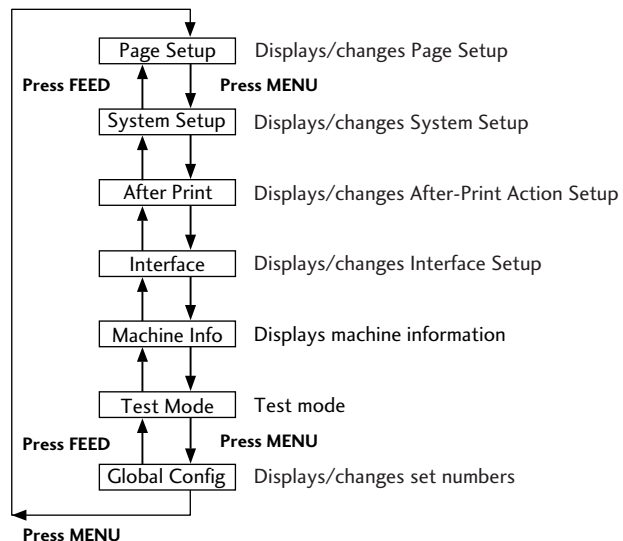 Page Setup Displays/changes Page Setup
Press FEED Press MENU
System Setup Displays/changes System Setup
After Print Displays/changes After-Print Action Setup
Interface Displays/changes Interface Setup
Machine Info Displays machine information
Test Mode Test mode
Press FEED Press MENU
Global Config Displays/changes set numbers
Press MENU